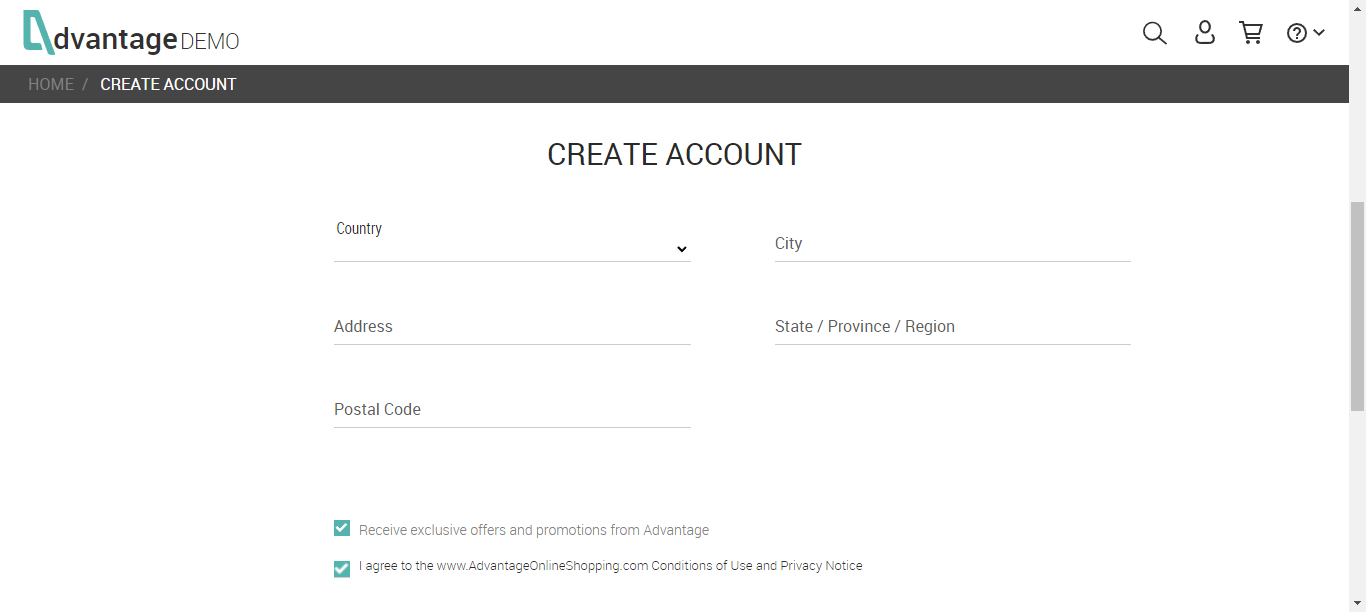 dvantage DEMO
HOME / CREATE ACCOUNT
CREATE ACCOUNT
Country
City
Address
State / Province / Region
Postal Code
Receive exclusive offers and promotions from Advantage
I agree to the www.AdvantageOnlineShopping.com Conditions of Use and Privacy Notice